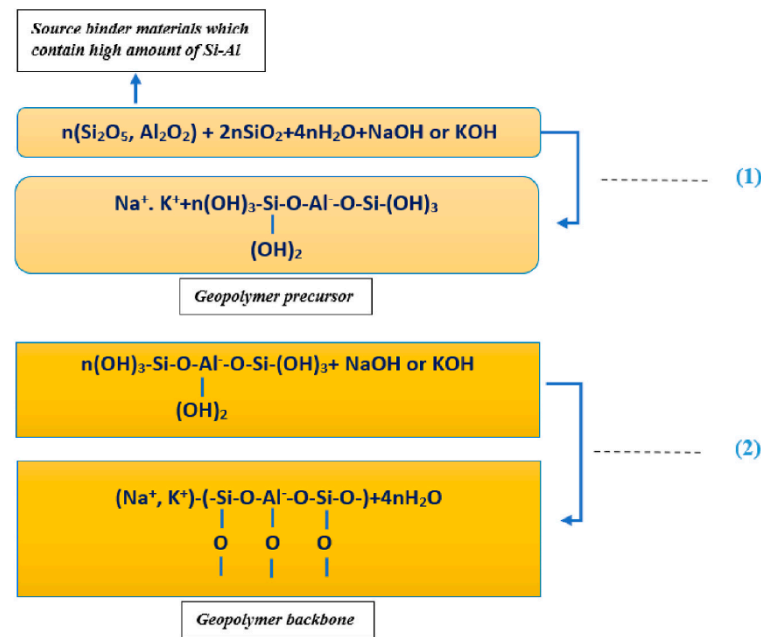 Source binder materials which
contain high amount of Si-Al
n(Si₂O₅, Al₂O₂) + 2nSiO₂+4nH₂O+NaOH or KOH
(1)
Na⁺. K⁺+n(OH)₃-Si-O-Al⁻-O-Si-(OH)₃
|
(OH)₂
Geopolymer precursor
n(OH)₃-Si-O-Al⁻-O-Si-(OH)₃+ NaOH or KOH
|
(OH)₂
(2)
(Na⁺, K⁺)-(-Si-O-Al⁻-O-Si-O-)+4nH₂O
| | |
O O O
| | |
Geopolymer backbone